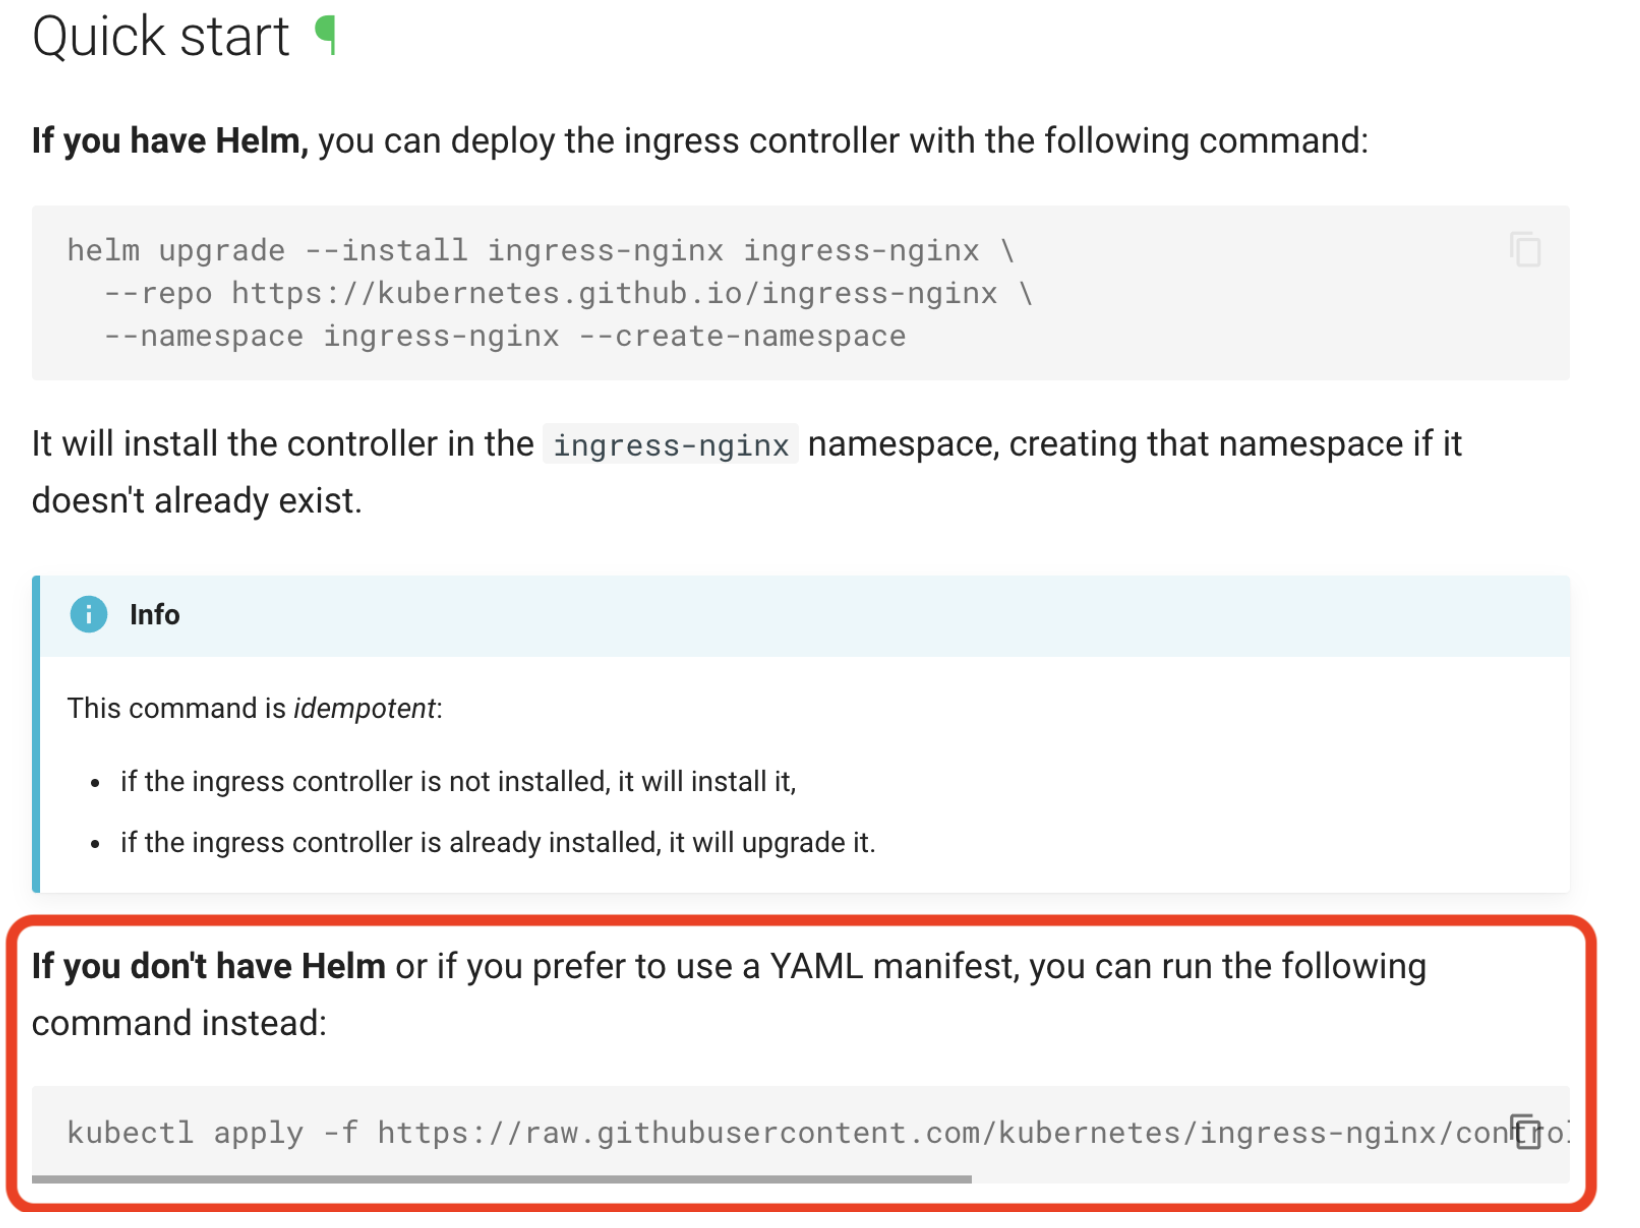 Quick start ¶
If you have Helm, you can deploy the ingress controller with the following command:
helm upgrade --install ingress-nginx ingress-nginx \
  --repo https://kubernetes.github.io/ingress-nginx \
  --namespace ingress-nginx --create-namespace
It will install the controller in the ingress-nginx namespace, creating that namespace if it
doesn't already exist.
Info
This command is idempotent:
• if the ingress controller is not installed, it will install it,
• if the ingress controller is already installed, it will upgrade it.
If you don't have Helm or if you prefer to use a YAML manifest, you can run the following
command instead:
kubectl apply -f https://raw.githubusercontent.com/kubernetes/ingress-nginx/contro